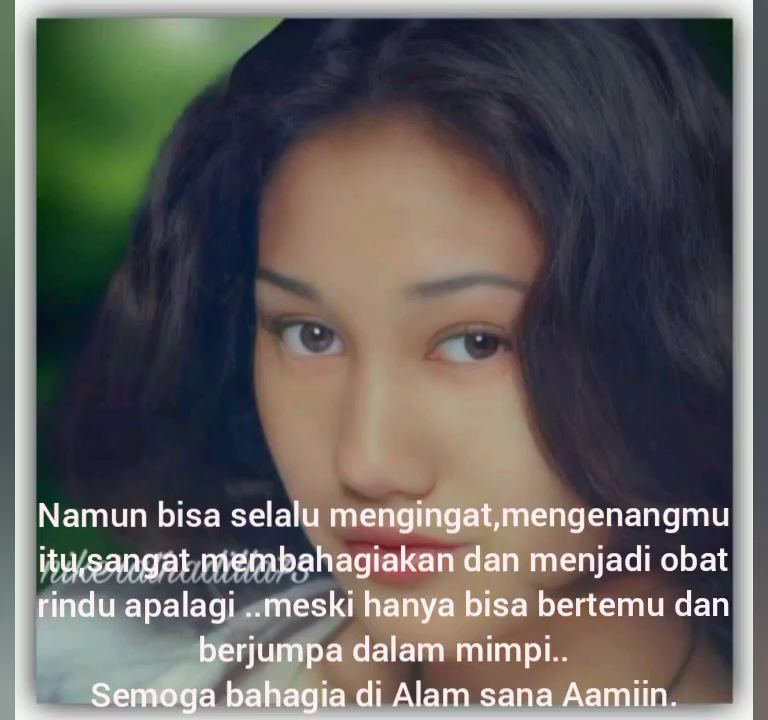 Namun bisa selalu mengingat,mengenangmu
itu,sangat membahagiakan dan menjadi obat
rindu apalagi ..meski hanya bisa bertemu dan
berjumpa dalam mimpi..
Semoga bahagia di Alam sana Aamiin.